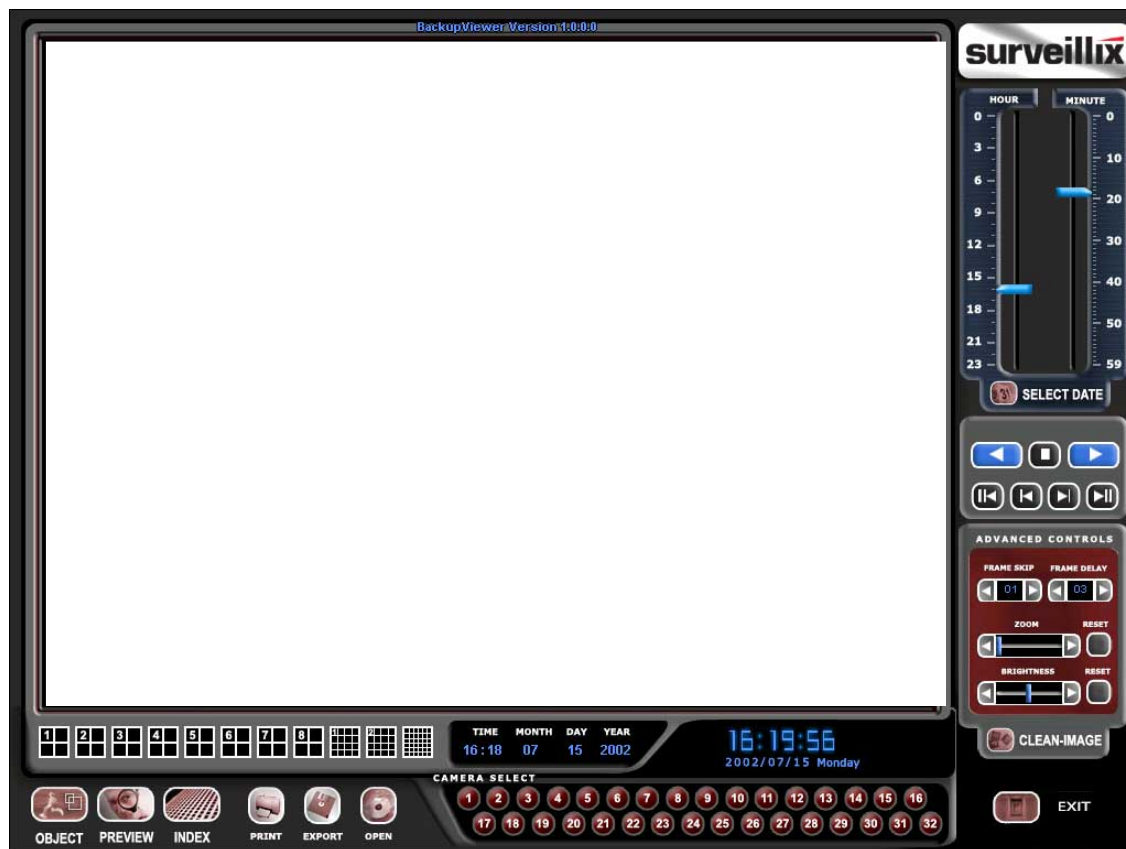 BackupViewer Version 1.0.0.0
surveillix
HOUR MINUTE
0 0
3
10
6
20
9
12 30
15
40
18
50
21
23 59
31 SELECT DATE
ADVANCED CONTROLS
FRAME SKIP FRAME DELAY
01 03
ZOOM RESET
BRIGHTNESS RESET
CLEAN-IMAGE
EXIT
1 2 3 4 5 6 7 8 1 2
TIME MONTH DAY YEAR
16:18 07 15 2002
16:19:56
2002/07/15 Monday
CAMERA SELECT
1 2 3 4 5 6 7 8 9 10 11 12 13 14 15 16
17 18 19 20 21 22 23 24 25 26 27 28 29 30 31 32
OBJECT PREVIEW INDEX PRINT EXPORT OPEN